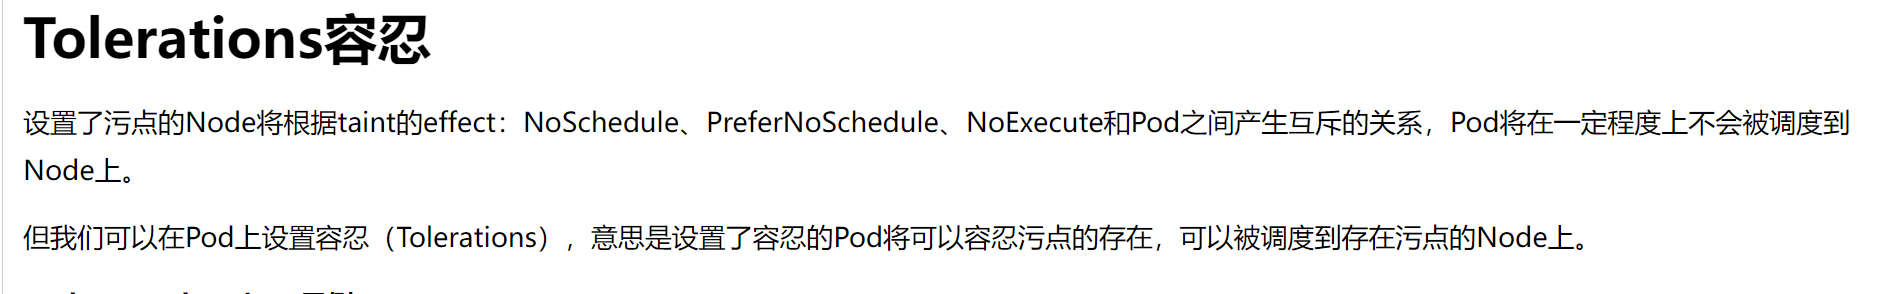 Tolerations容忍
设置了污点的Node将根据taint的effect：NoSchedule、PreferNoSchedule、NoExecute和Pod之间产生互斥的关系，Pod将在一定程度上不会被调度到
Node上。
但我们可以在Pod上设置容忍（Tolerations），意思是设置了容忍的Pod将可以容忍污点的存在，可以被调度到存在污点的Node上。